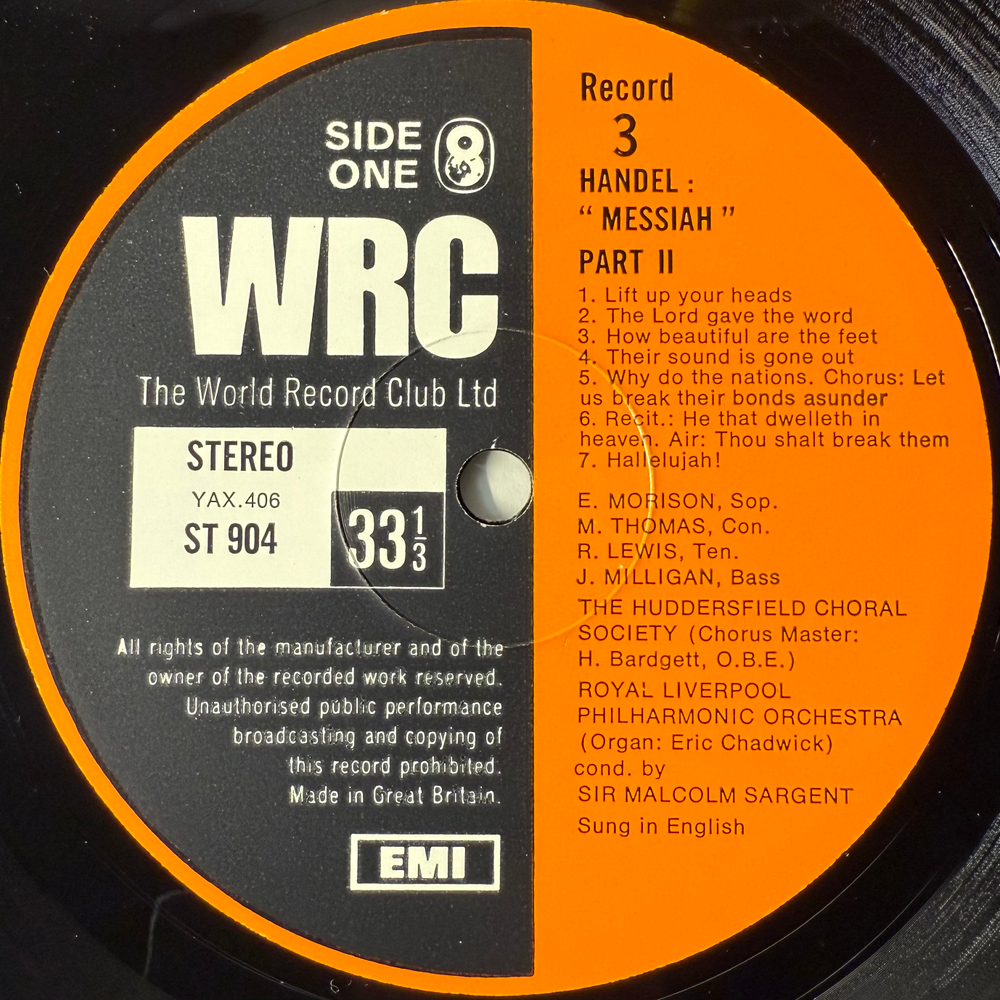 SIDE
ONE
WRC
The World Record Club Ltd
STEREO
YAX.406
ST 904
33 1/3
All rights of the manufacturer and of the
owner of the recorded work reserved.
Unauthorised public performance
broadcasting and copying of
this record prohibited.
Made in Great Britain.
EMI
Record
3
HANDEL :
“ MESSIAH ”
PART II
1. Lift up your heads
2. The Lord gave the word
3. How beautiful are the feet
4. Their sound is gone out
5. Why do the nations. Chorus: Let
us break their bonds asunder
6. Recit.: He that dwelleth in
heaven. Air: Thou shalt break them
7. Hallelujah!
E. MORISON, Sop.
M. THOMAS, Con.
R. LEWIS, Ten.
J. MILLIGAN, Bass
THE HUDDERSFIELD CHORAL
SOCIETY (Chorus Master:
H. Bardgett, O.B.E.)
ROYAL LIVERPOOL
PHILHARMONIC ORCHESTRA
(Organ: Eric Chadwick)
cond. by
SIR MALCOLM SARGENT
Sung in English